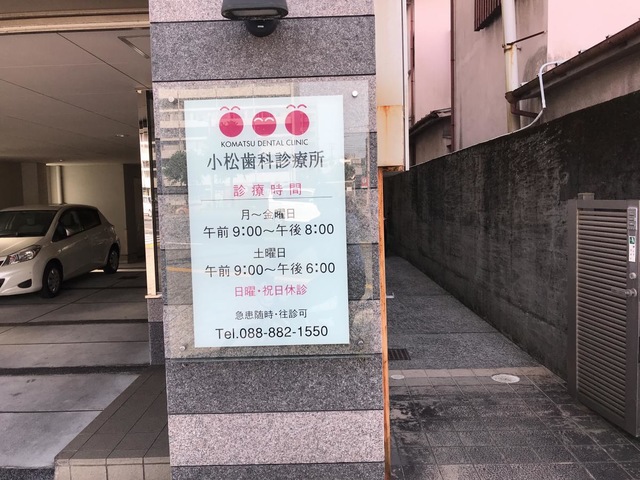 KOMATSU DENTAL CLINIC
小松歯科診療所
診療時間
月～金曜日
午前9:00～午後8:00
土曜日
午前9:00～午後6:00
日曜・祝日休診
急患随時・往診可
Tel.088-882-1550